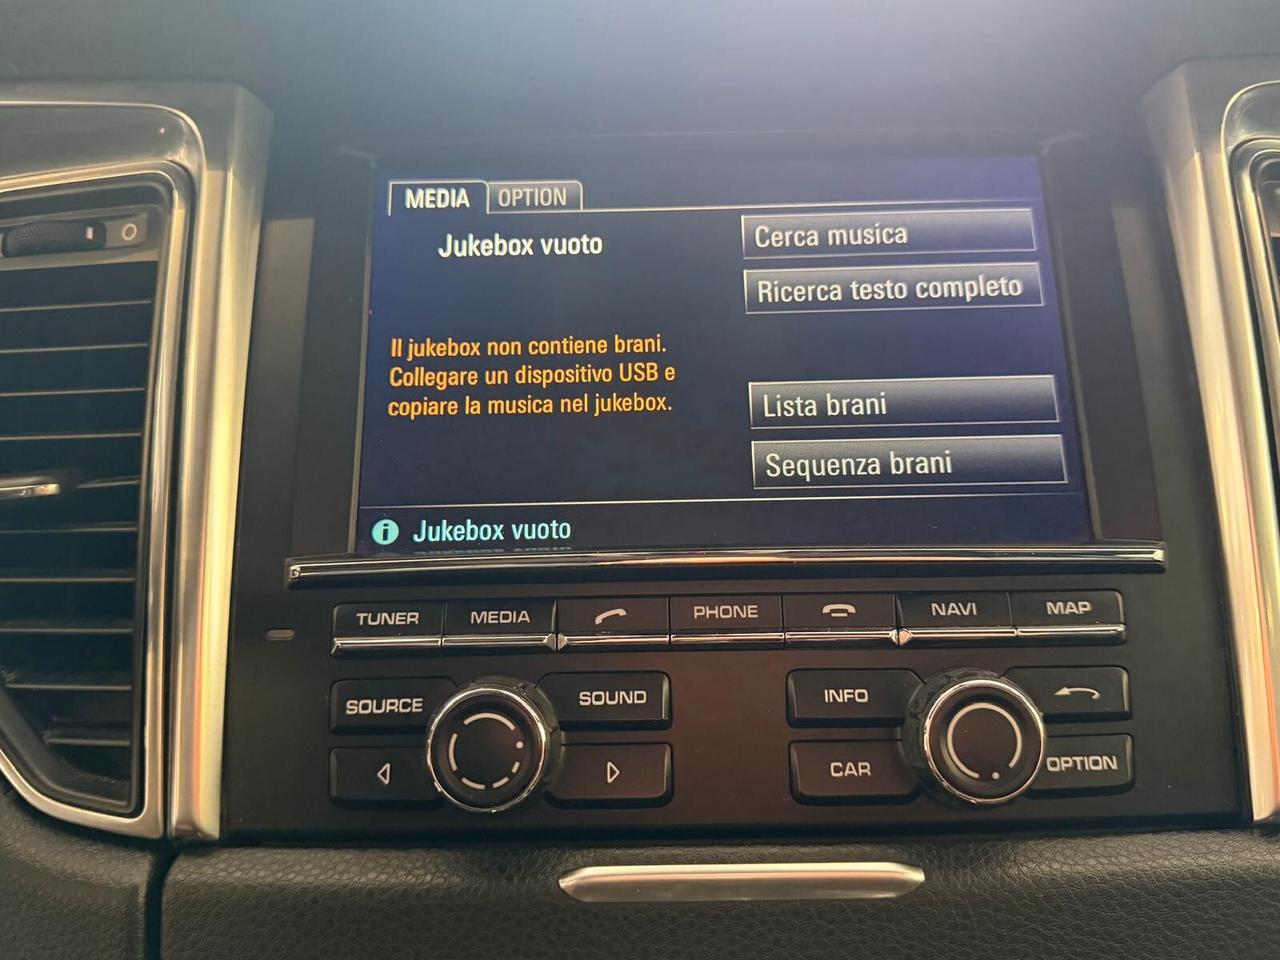 MEDIA OPTION
Jukebox vuoto
Cerca musica
Ricerca testo completo
Il jukebox non contiene brani.
Collegare un dispositivo USB e
copiare la musica nel jukebox.
Lista brani
Sequenza brani
i Jukebox vuoto
TUNER MEDIA PHONE NAVI MAP
SOURCE SOUND INFO
CAR OPTION